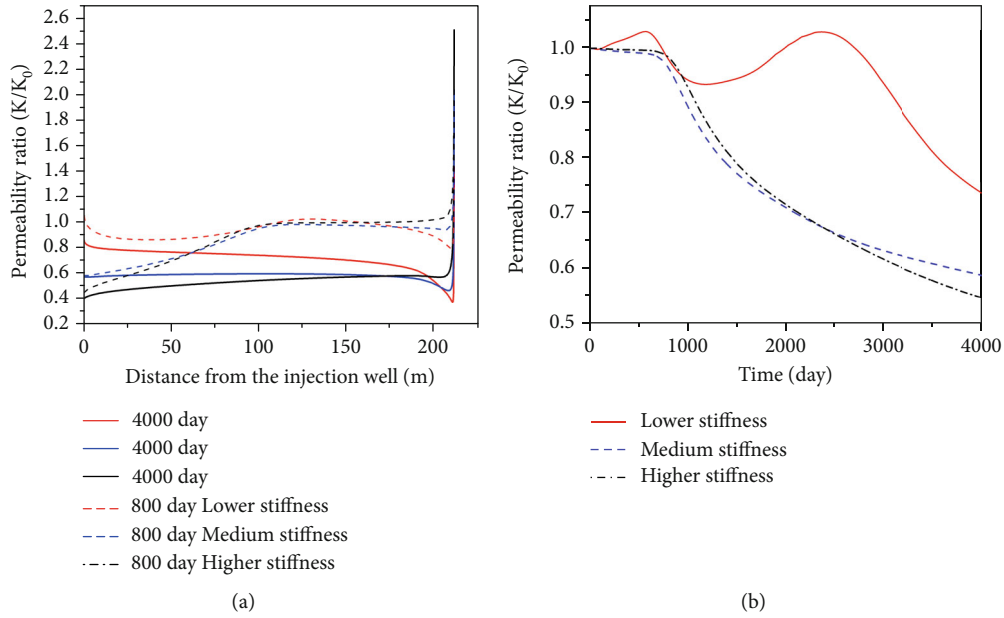 2.6
2.4
2.2
2.0
1.8
1.6
1.4
1.2
1.0
0.8
0.6
0.4
0.2
Permeability ratio (K/K₀)
0 50 100 150 200
Distance from the injection well (m)
4000 day
4000 day
4000 day
800 day Lower stiffness
800 day Medium stiffness
800 day Higher stiffness
(a)
1.0
0.9
0.8
0.7
0.6
0.5
Permeability ratio (K/K₀)
0 1000 2000 3000 4000
Time (day)
Lower stiffness
Medium stiffness
Higher stiffness
(b)